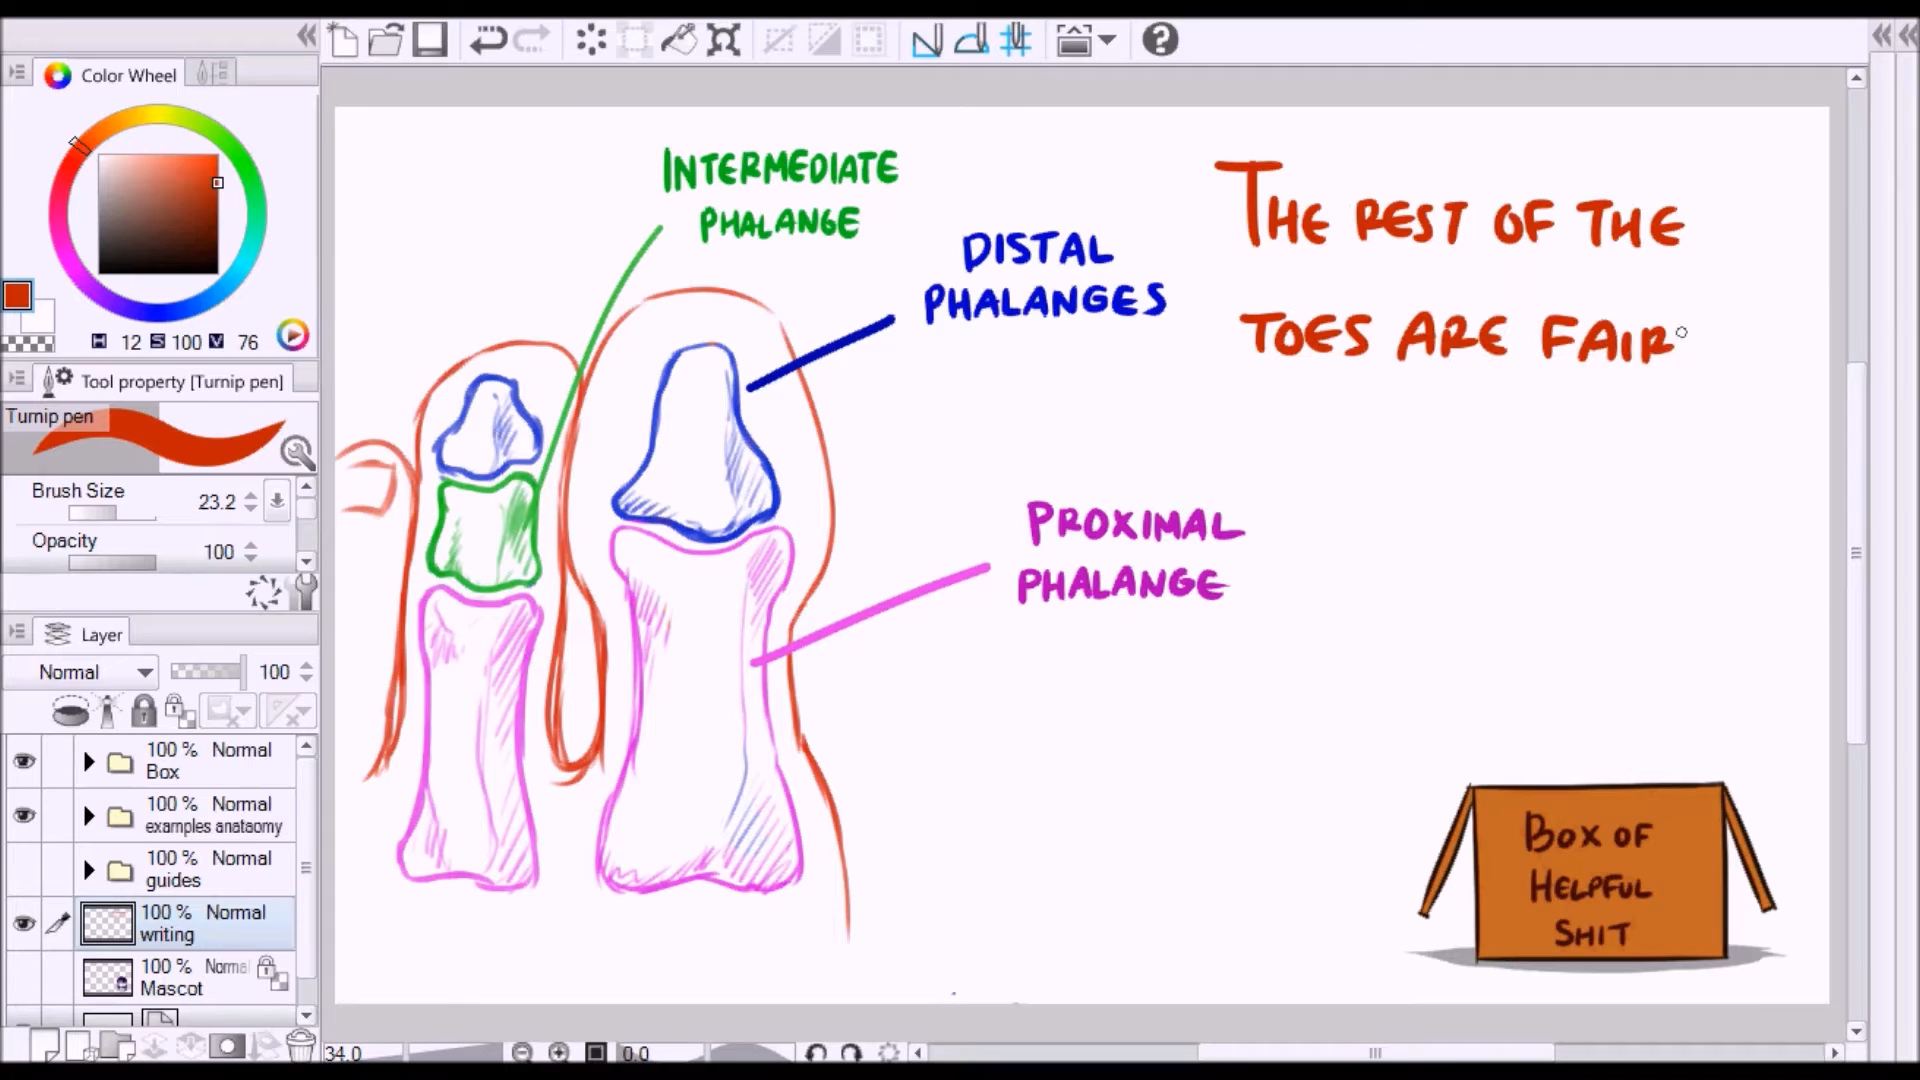 Color Wheel
H 12 S 100 V 76
Tool property [Turnip pen]
Turnip pen
Brush Size 23.2
Opacity 100
Layer
Normal 100
100 % Normal
Box
100 % Normal
examples anataomy
100 % Normal
guides
100 % Normal
writing
100 % Normal
Mascot
INTERMEDIATE
PHALANGE
DISTAL
PHALANGES
PROXIMAL
PHALANGE
THE REST OF THE
TOES ARE FAIR
BOX OF
HELPFUL
SHIT
34.0 0.0